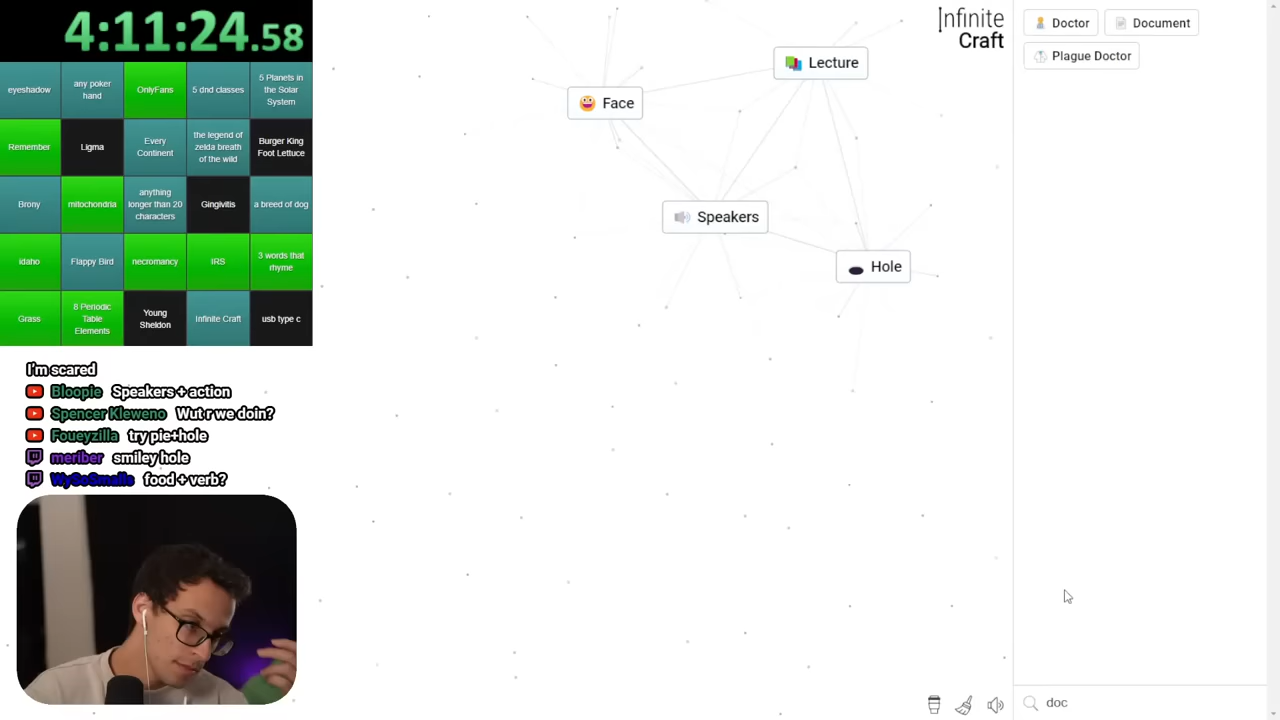 4:11:24.58
eyeshadow
any poker
hand
OnlyFans
5 dnd classes
5 Planets in
the Solar
System
Remember
Ligma
Every
Continent
the legend of
zelda breath
of the wild
Burger King
Foot Lettuce
Brony
mitochondria
anything
longer than 20
characters
Gingivitis
a breed of dog
idaho
Flappy Bird
necromancy
IRS
3 words that
rhyme
Grass
8 Periodic
Table
Elements
Young
Sheldon
Infinite Craft
usb type c
I'm scared
Bloopie Speakers + action
Spencer Kleweno Wut r we doin?
Foueyzilla try pie+hole
merlber smiley hole
WySoSmalls food + verb?
Infinite
Craft
Lecture
Face
Speakers
Hole
Doctor Document
Plague Doctor
doc